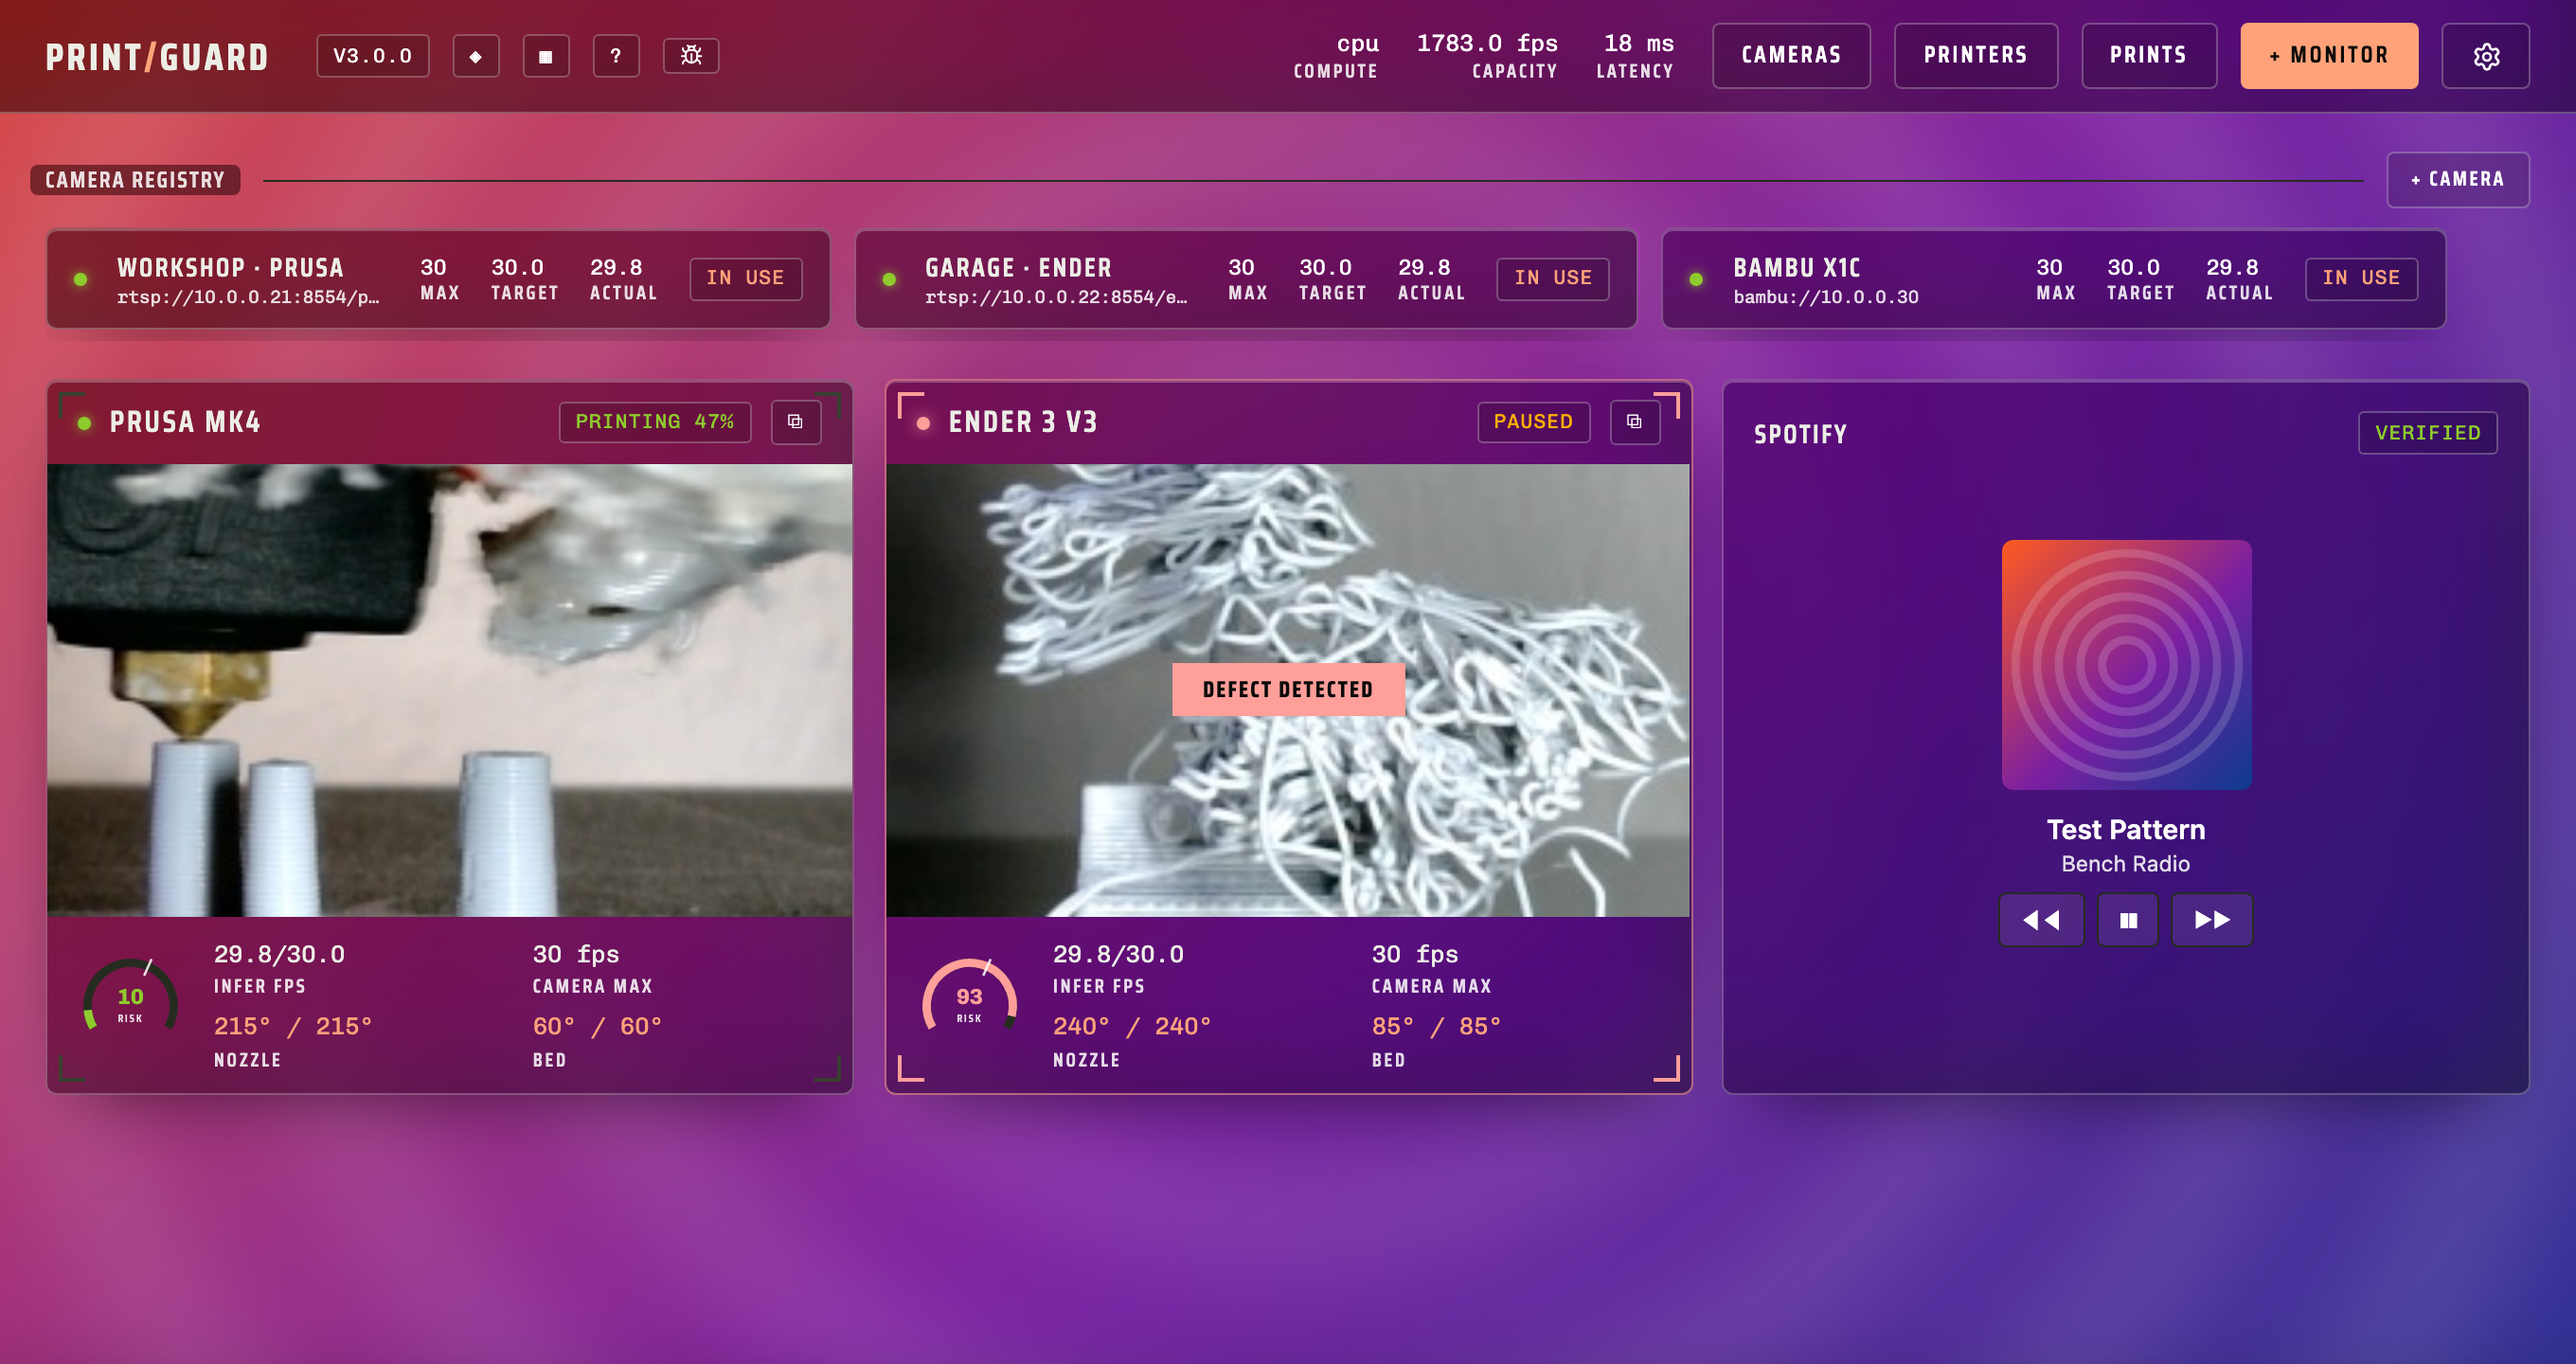 PRINT/GUARD
V3.0.0
?
cpu
COMPUTE
1783.0 fps
CAPACITY
18 ms
LATENCY
CAMERAS
PRINTERS
PRINTS
+ MONITOR
CAMERA REGISTRY
+ CAMERA
WORKSHOP · PRUSA
rtsp://10.0.0.21:8554/p…
30
MAX
30.0
TARGET
29.8
ACTUAL
IN USE
GARAGE · ENDER
rtsp://10.0.0.22:8554/e…
30
MAX
30.0
TARGET
29.8
ACTUAL
IN USE
BAMBU X1C
bambu://10.0.0.30
30
MAX
30.0
TARGET
29.8
ACTUAL
IN USE
PRUSA MK4
PRINTING 47%
10
RISK
29.8/30.0
INFER FPS
30 fps
CAMERA MAX
215° / 215°
NOZZLE
60° / 60°
BED
ENDER 3 V3
PAUSED
DEFECT DETECTED
93
RISK
29.8/30.0
INFER FPS
30 fps
CAMERA MAX
240° / 240°
NOZZLE
85° / 85°
BED
SPOTIFY
VERIFIED
Test Pattern
Bench Radio